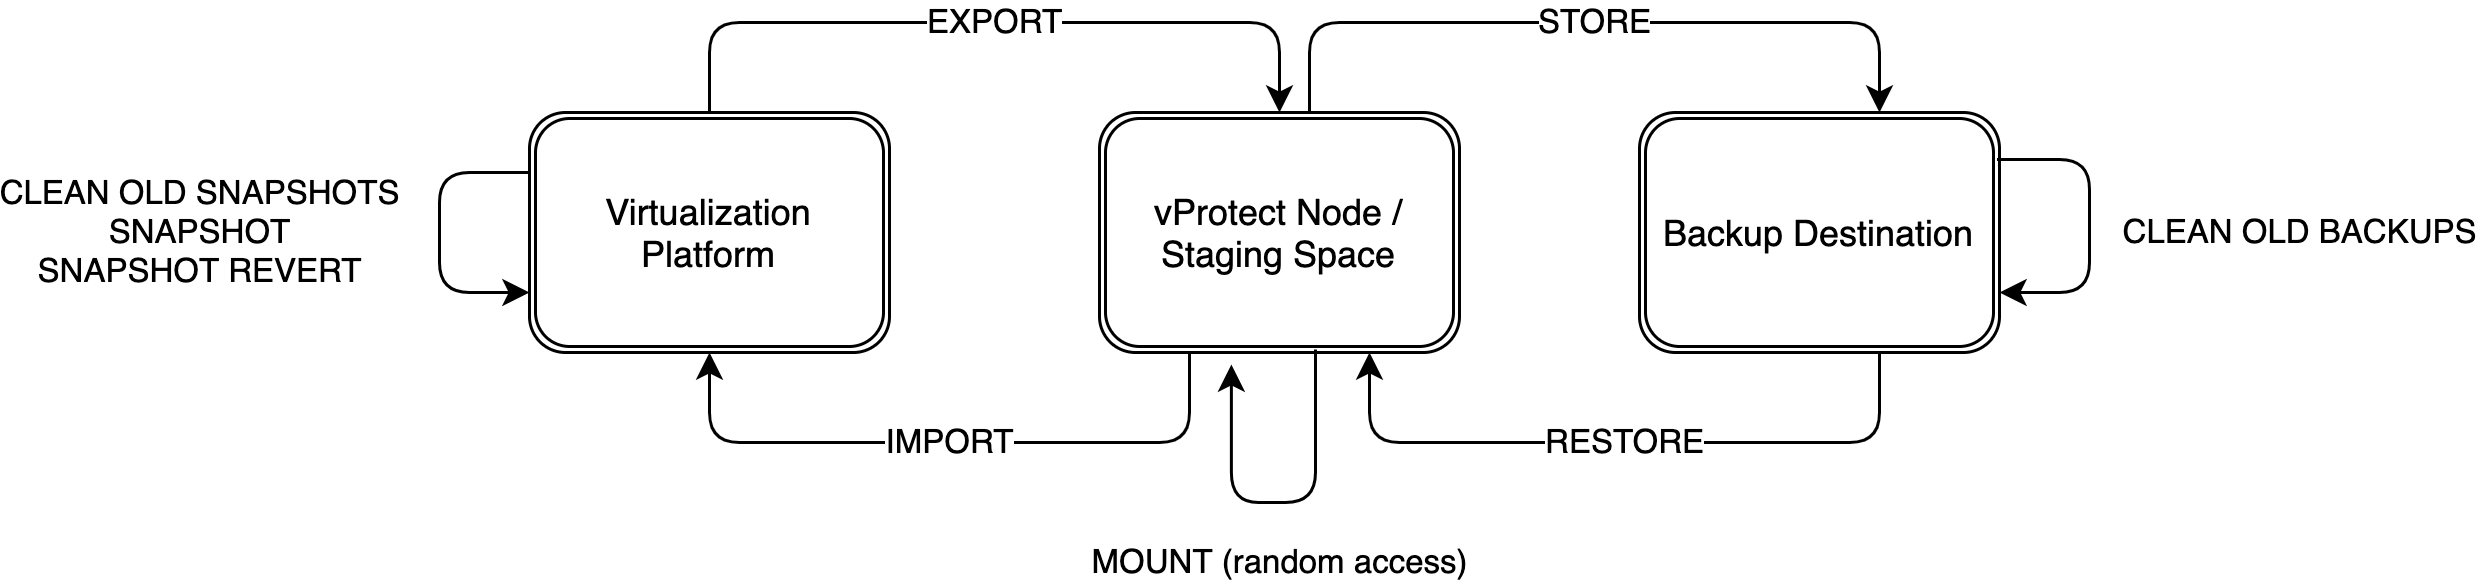 EXPORT
STORE
CLEAN OLD SNAPSHOTS
SNAPSHOT
SNAPSHOT REVERT
Virtualization
Platform
vProtect Node /
Staging Space
Backup Destination
CLEAN OLD BACKUPS
IMPORT
RESTORE
MOUNT (random access)